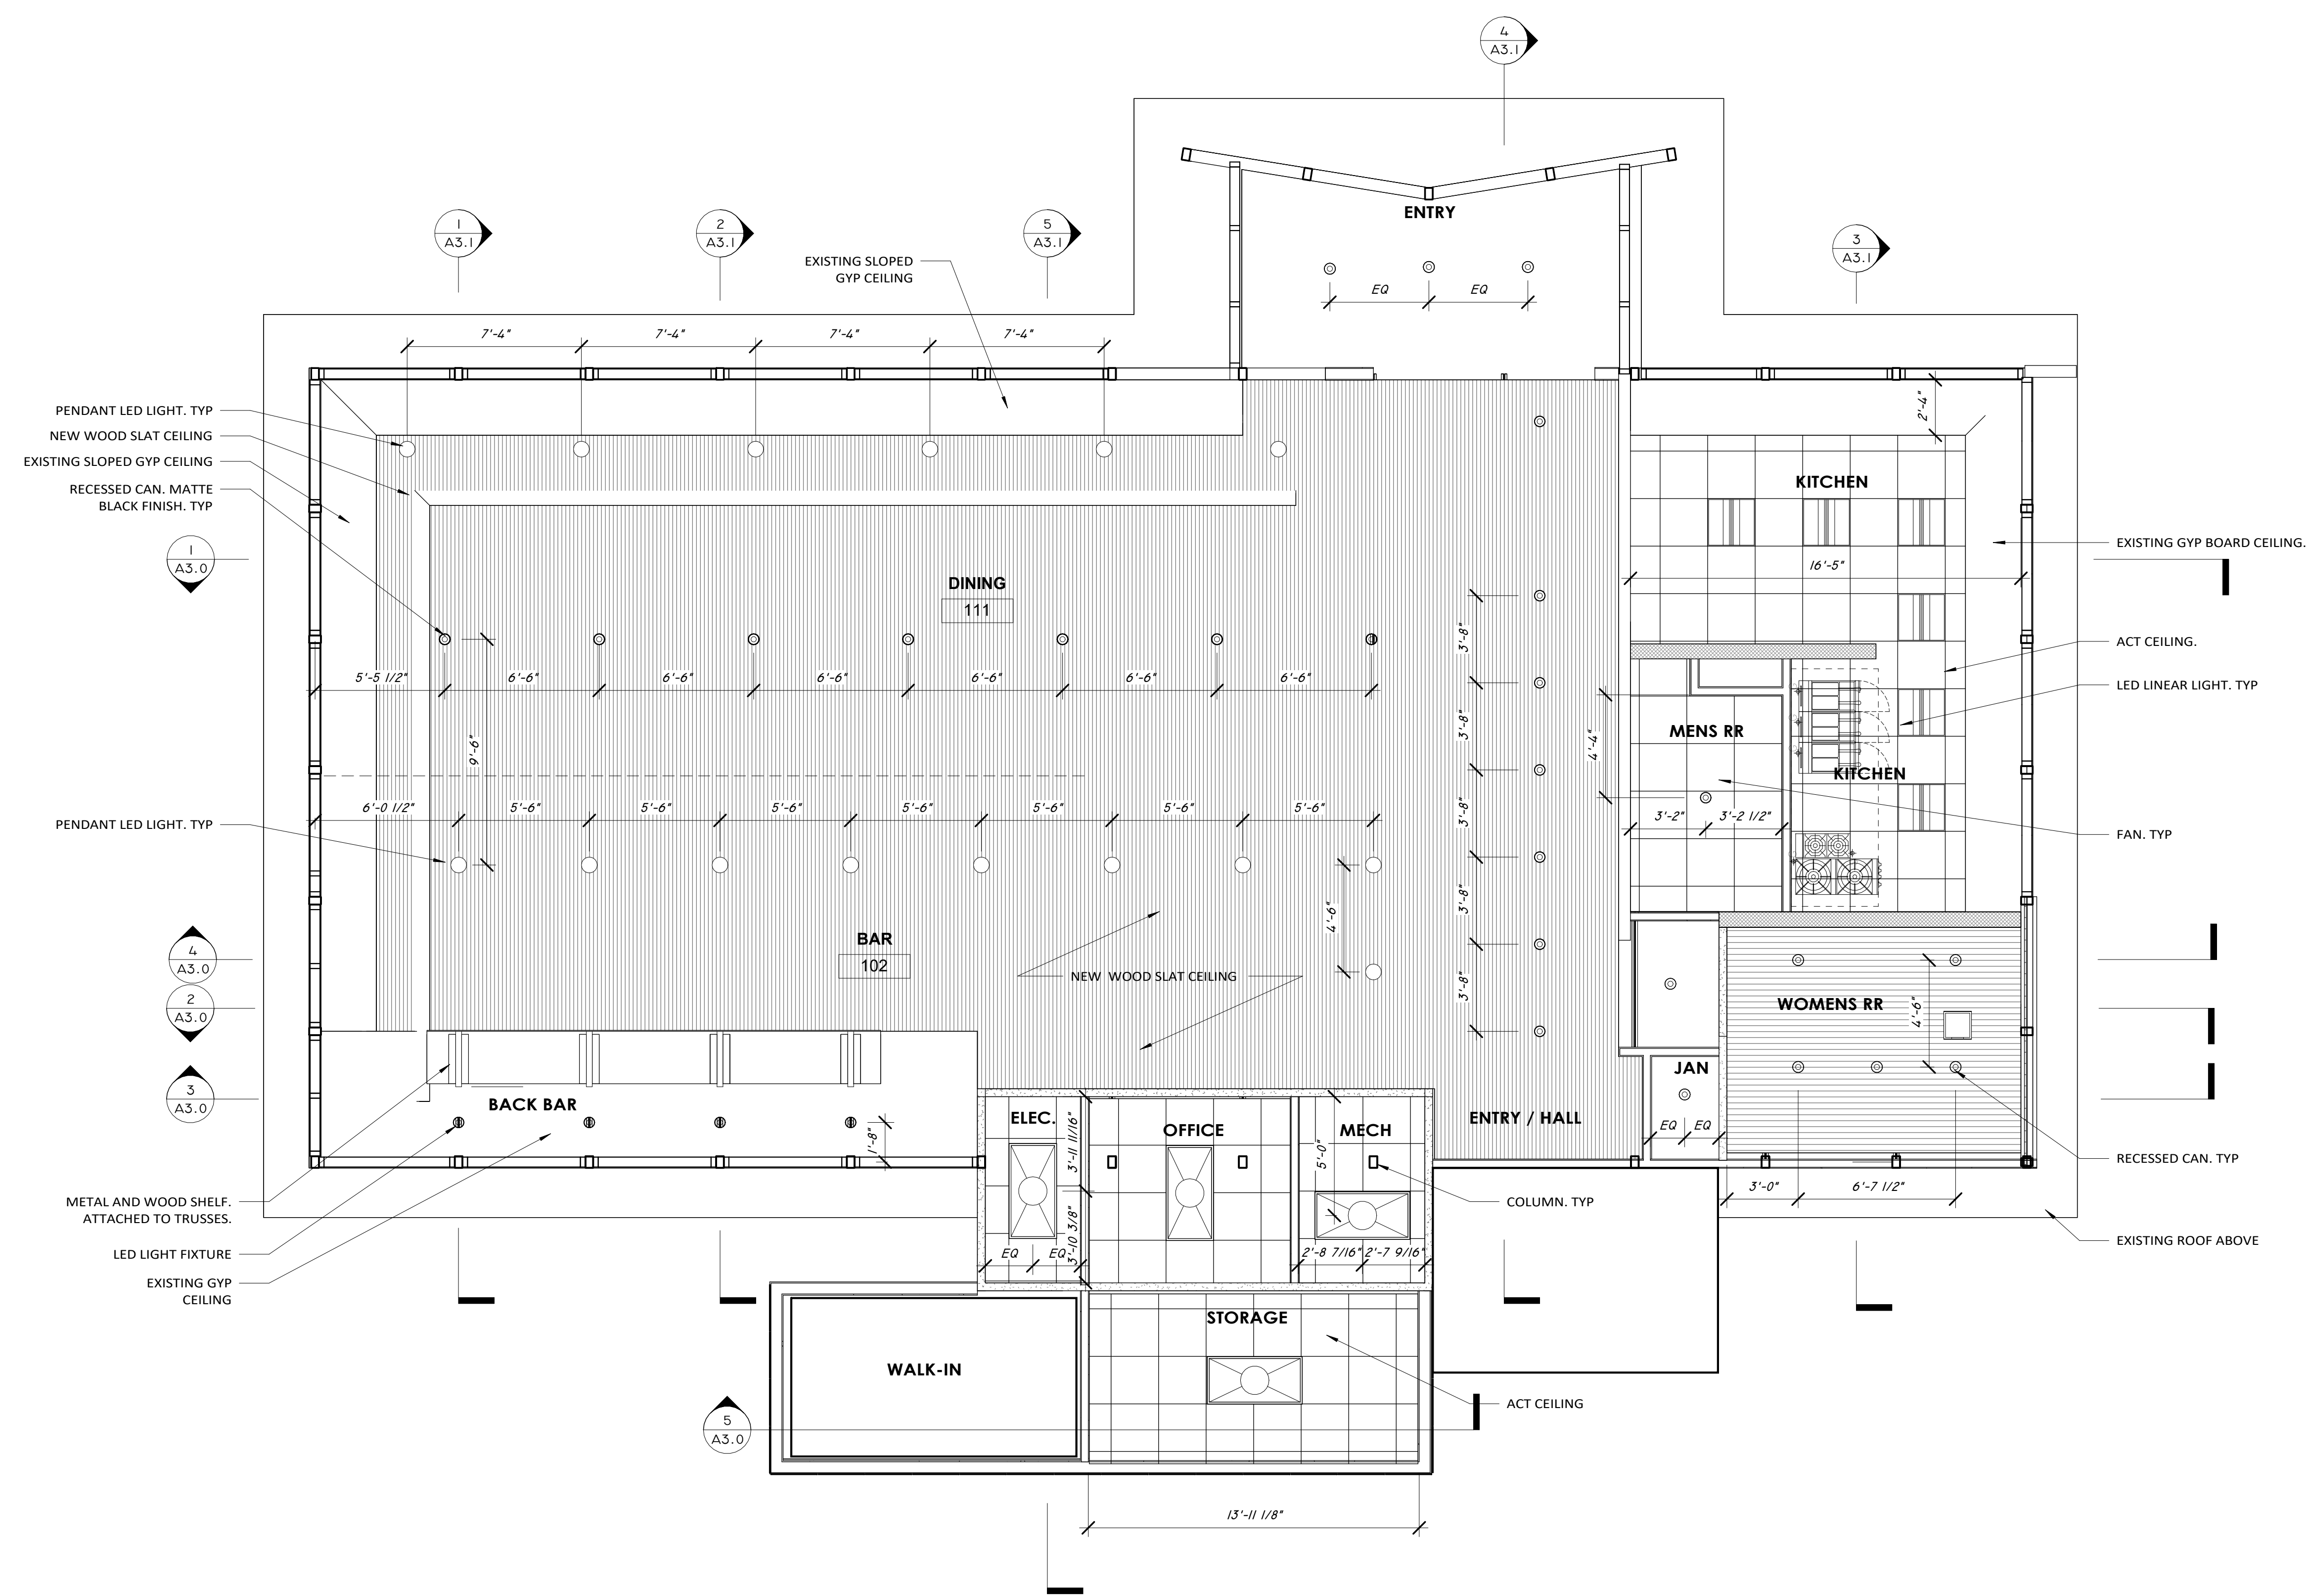 4
A3.1
ENTRY
1
A3.1
2
A3.1
5
A3.1
3
A3.1
EXISTING SLOPED
GYP CEILING
EQ
EQ
7'-4"
7'-4"
7'-4"
7'-4"
PENDANT LED LIGHT. TYP
NEW WOOD SLAT CEILING
EXISTING SLOPED GYP CEILING
RECESSED CAN. MATTE
BLACK FINISH. TYP
2'-4"
KITCHEN
1
A3.0
EXISTING GYP BOARD CEILING.
16'-5"
DINING
111
3'-8"
3'-8"
3'-8"
3'-8"
3'-8"
ACT CEILING.
LED LINEAR LIGHT. TYP
5'-5 1/2"
6'-6"
6'-6"
6'-6"
6'-6"
6'-6"
6'-6"
9'-6"
4'-4"
MENS RR
KITCHEN
6'-0 1/2"
5'-6"
5'-6"
5'-6"
5'-6"
5'-6"
5'-6"
5'-6"
3'-2"
3'-2 1/2"
PENDANT LED LIGHT. TYP
FAN. TYP
4'-6"
BAR
102
NEW WOOD SLAT CEILING
4
A3.0
2
A3.0
3
A3.0
WOMENS RR
4'-6"
JAN
EQ
EQ
BACK BAR
1'-8"
ELEC.
3'-11 11/16"
OFFICE
MECH
5'-0"
ENTRY / HALL
RECESSED CAN. TYP
3'-0"
6'-7 1/2"
METAL AND WOOD SHELF.
ATTACHED TO TRUSSES.
COLUMN. TYP
EXISTING ROOF ABOVE
LED LIGHT FIXTURE
EQ
EQ
3'-10 3/8"
2'-8 7/16"
2'-7 9/16"
EXISTING GYP
CEILING
STORAGE
WALK-IN
ACT CEILING
5
A3.0
13'-11 1/8"